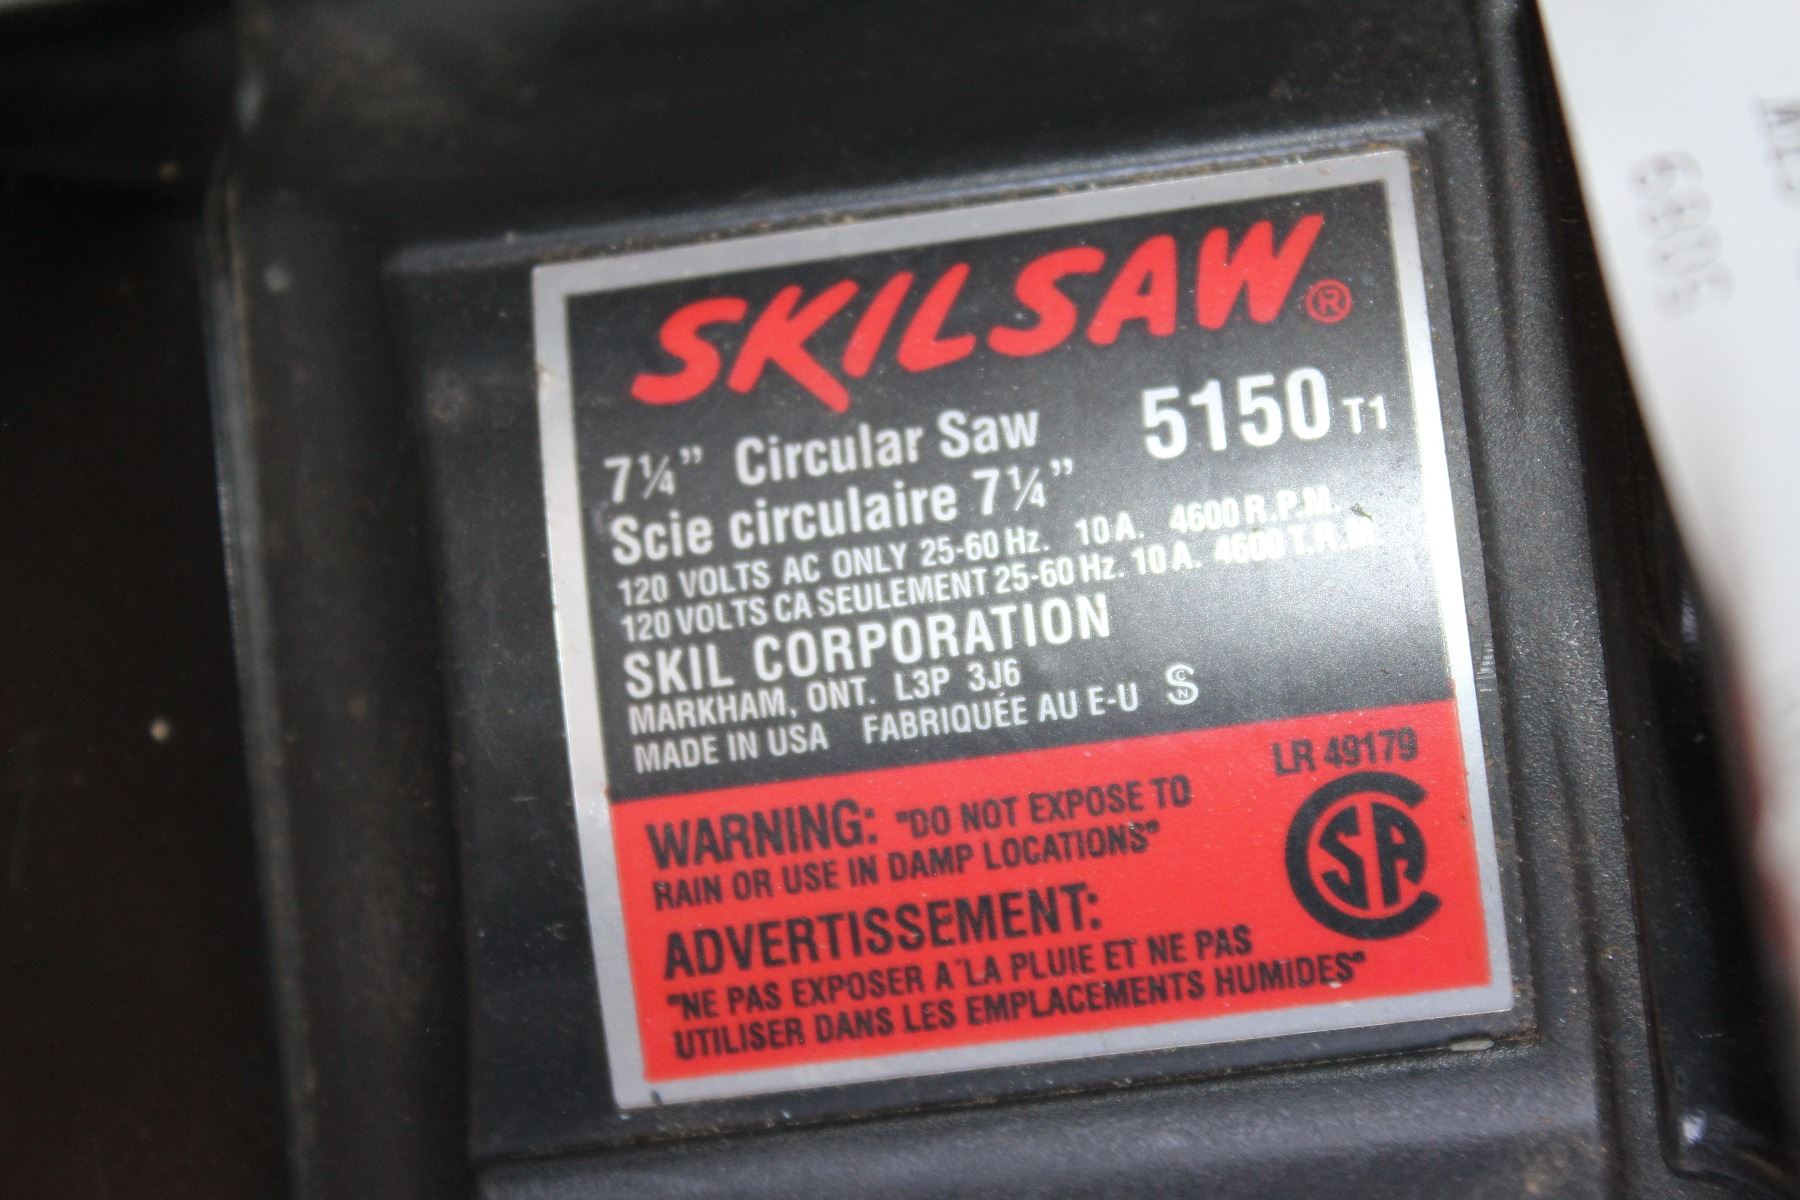 SKILSAW®
5150 T1
7¼" Circular Saw
Scie circulaire 7¼"
120 VOLTS AC ONLY 25-60 Hz. 10 A. 4600 R.P.M.
120 VOLTS CA SEULEMENT 25-60 Hz. 10 A. 4600 T.R.M.
SKIL CORPORATION
MARKHAM, ONT. L3P 3J6
MADE IN USA FABRIQUÉE AU E-U
LR 49179
WARNING: "DO NOT EXPOSE TO
RAIN OR USE IN DAMP LOCATIONS"
CSA
ADVERTISSEMENT:
"NE PAS EXPOSER A LA PLUIE ET NE PAS
UTILISER DANS LES EMPLACEMENTS HUMIDES"